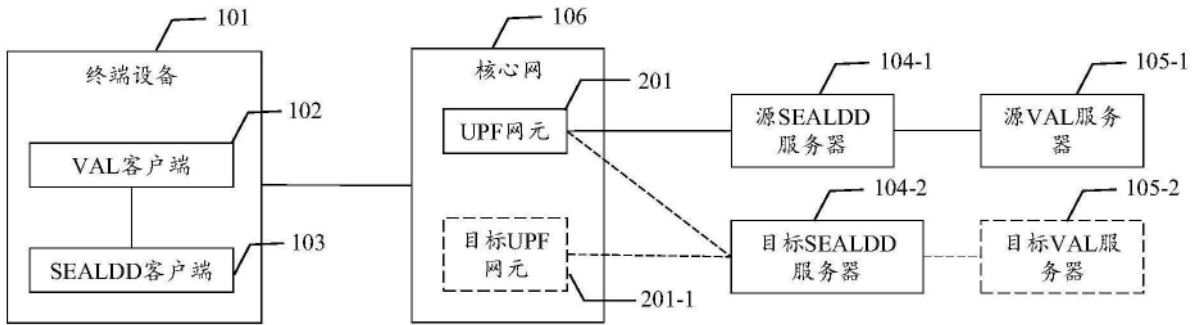 101
106
终端设备
核心网
104-1
105-1
102
201
源SEALDD
服务器
源VAL服务
器
UPF网元
VAL客户端
104-2
105-2
103
目标UPF
网元
目标SEALDD
服务器
目标VAL服
务器
SEALDD客户端
201-1